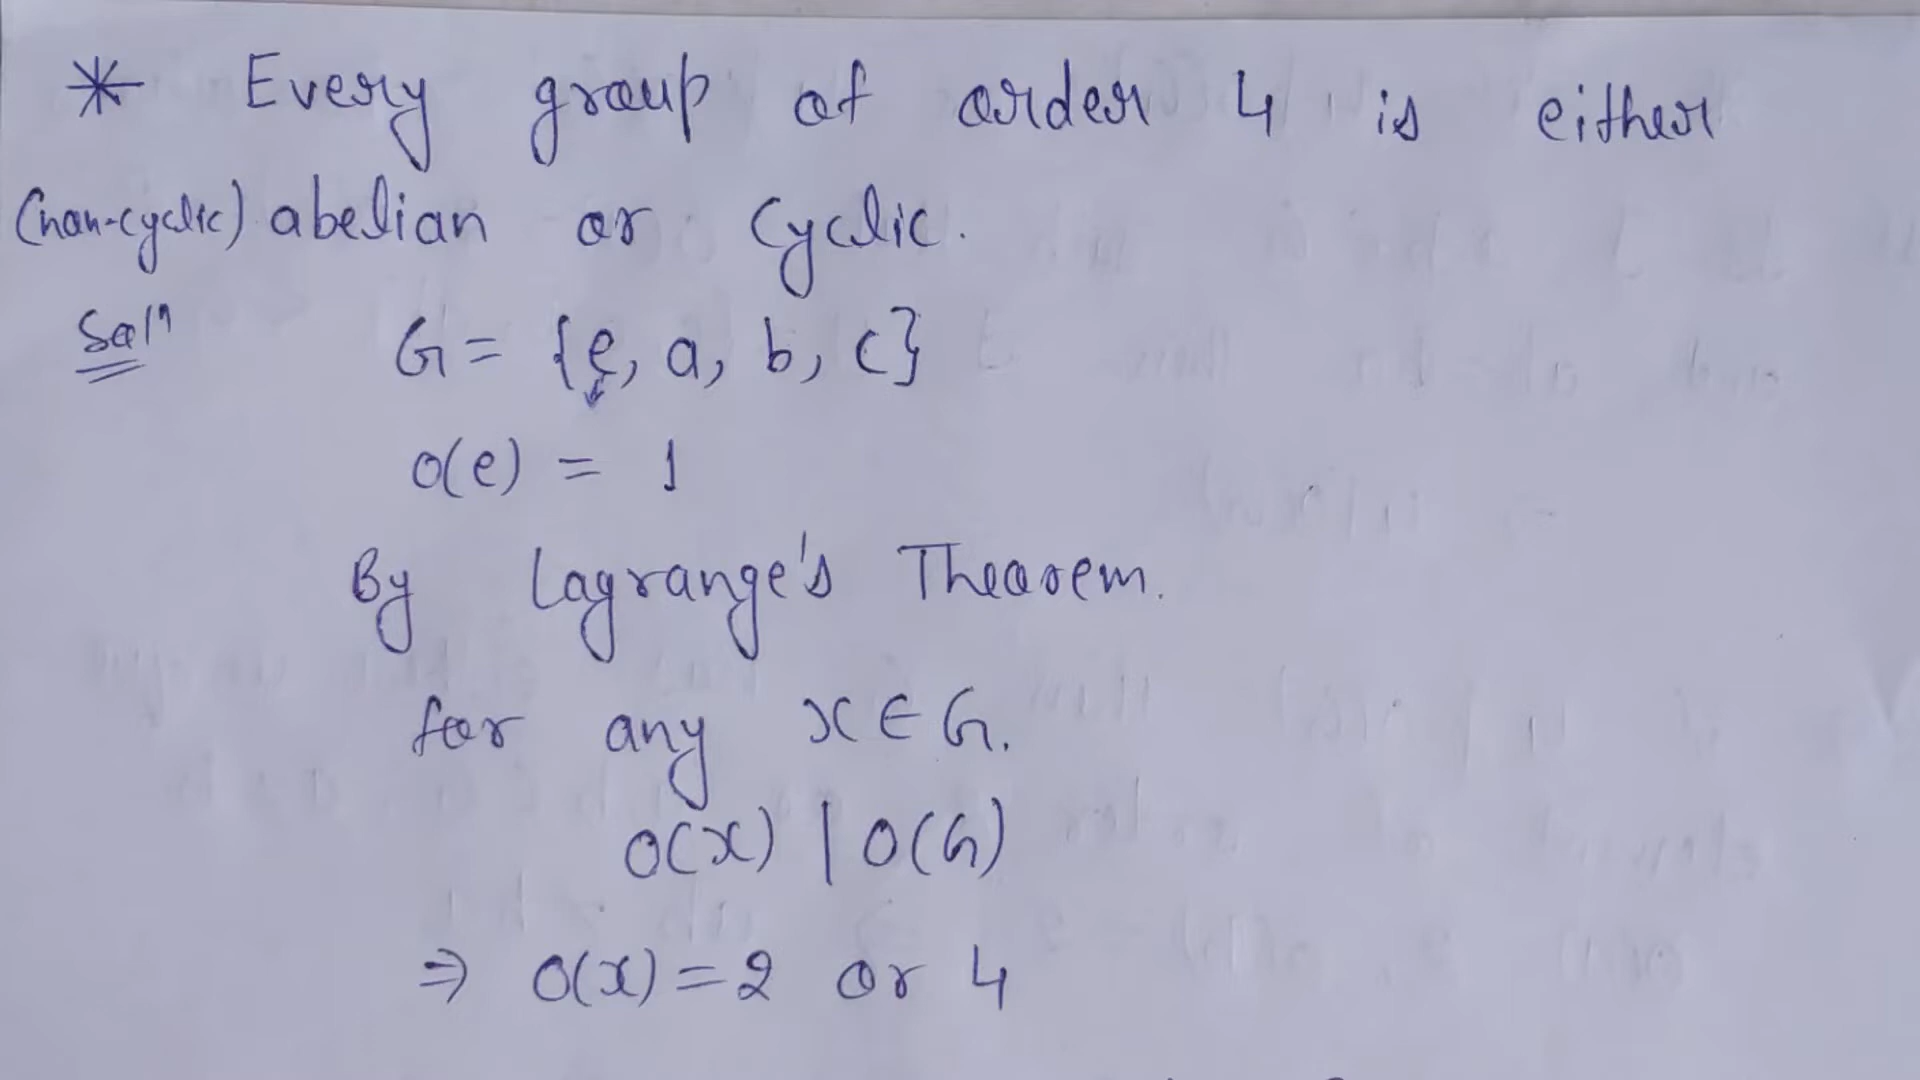 * Every group of order 4 is either
(non-cyclic) abelian or cyclic.
Solⁿ G = {e, a, b, c}
o(e) = 1
By Lagrange's Theorem.
for any x ∈ G.
o(x) | o(G)
⇒ o(x) = 2 or 4